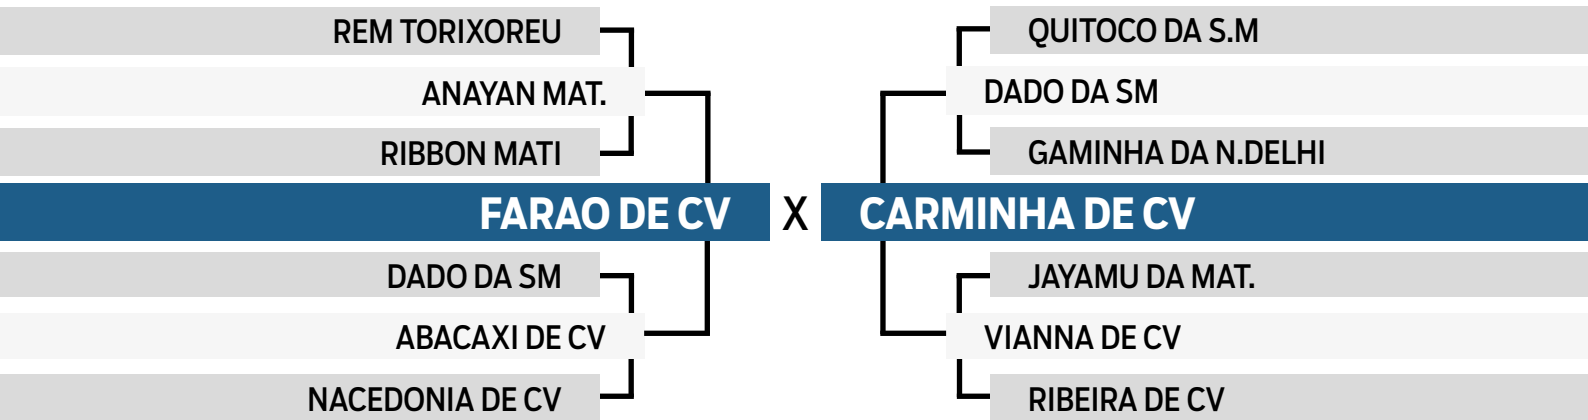 REM TORIXOREU
ANAYAN MAT.
RIBBON MATI
FARAO DE CV
DADO DA SM
ABACAXI DE CV
NACEDONIA DE CV
X
QUITOCO DA S.M
DADO DA SM
GAMINHA DA N.DELHI
CARMINHA DE CV
JAYAMU DA MAT.
VIANNA DE CV
RIBEIRA DE CV